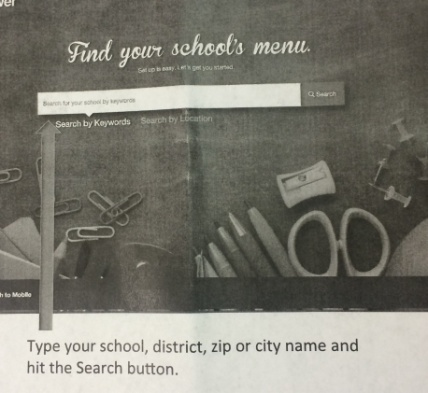 Find your school's menu.
Set up is easy. Let's get you started.
Search for your school by keywords
Search
Search by Keywords Search by Location
h to Mobile
Type your school, district, zip or city name and
hit the Search button.